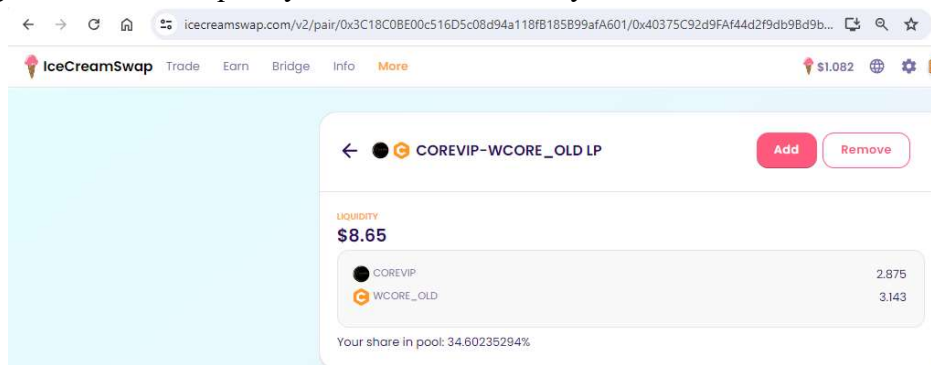 icecreamswap.com/v2/pair/0x3C18C0BE00c516D5c08d94a118fB185B99afA601/0x40375C92d9FAf44d2f9db9Bd9b...
IceCreamSwap Trade Earn Bridge Info More $1.082
COREVIP-WCORE_OLD LP Add Remove
LIQUIDITY
$8.65
COREVIP 2.875
WCORE_OLD 3.143
Your share in pool: 34.60235294%